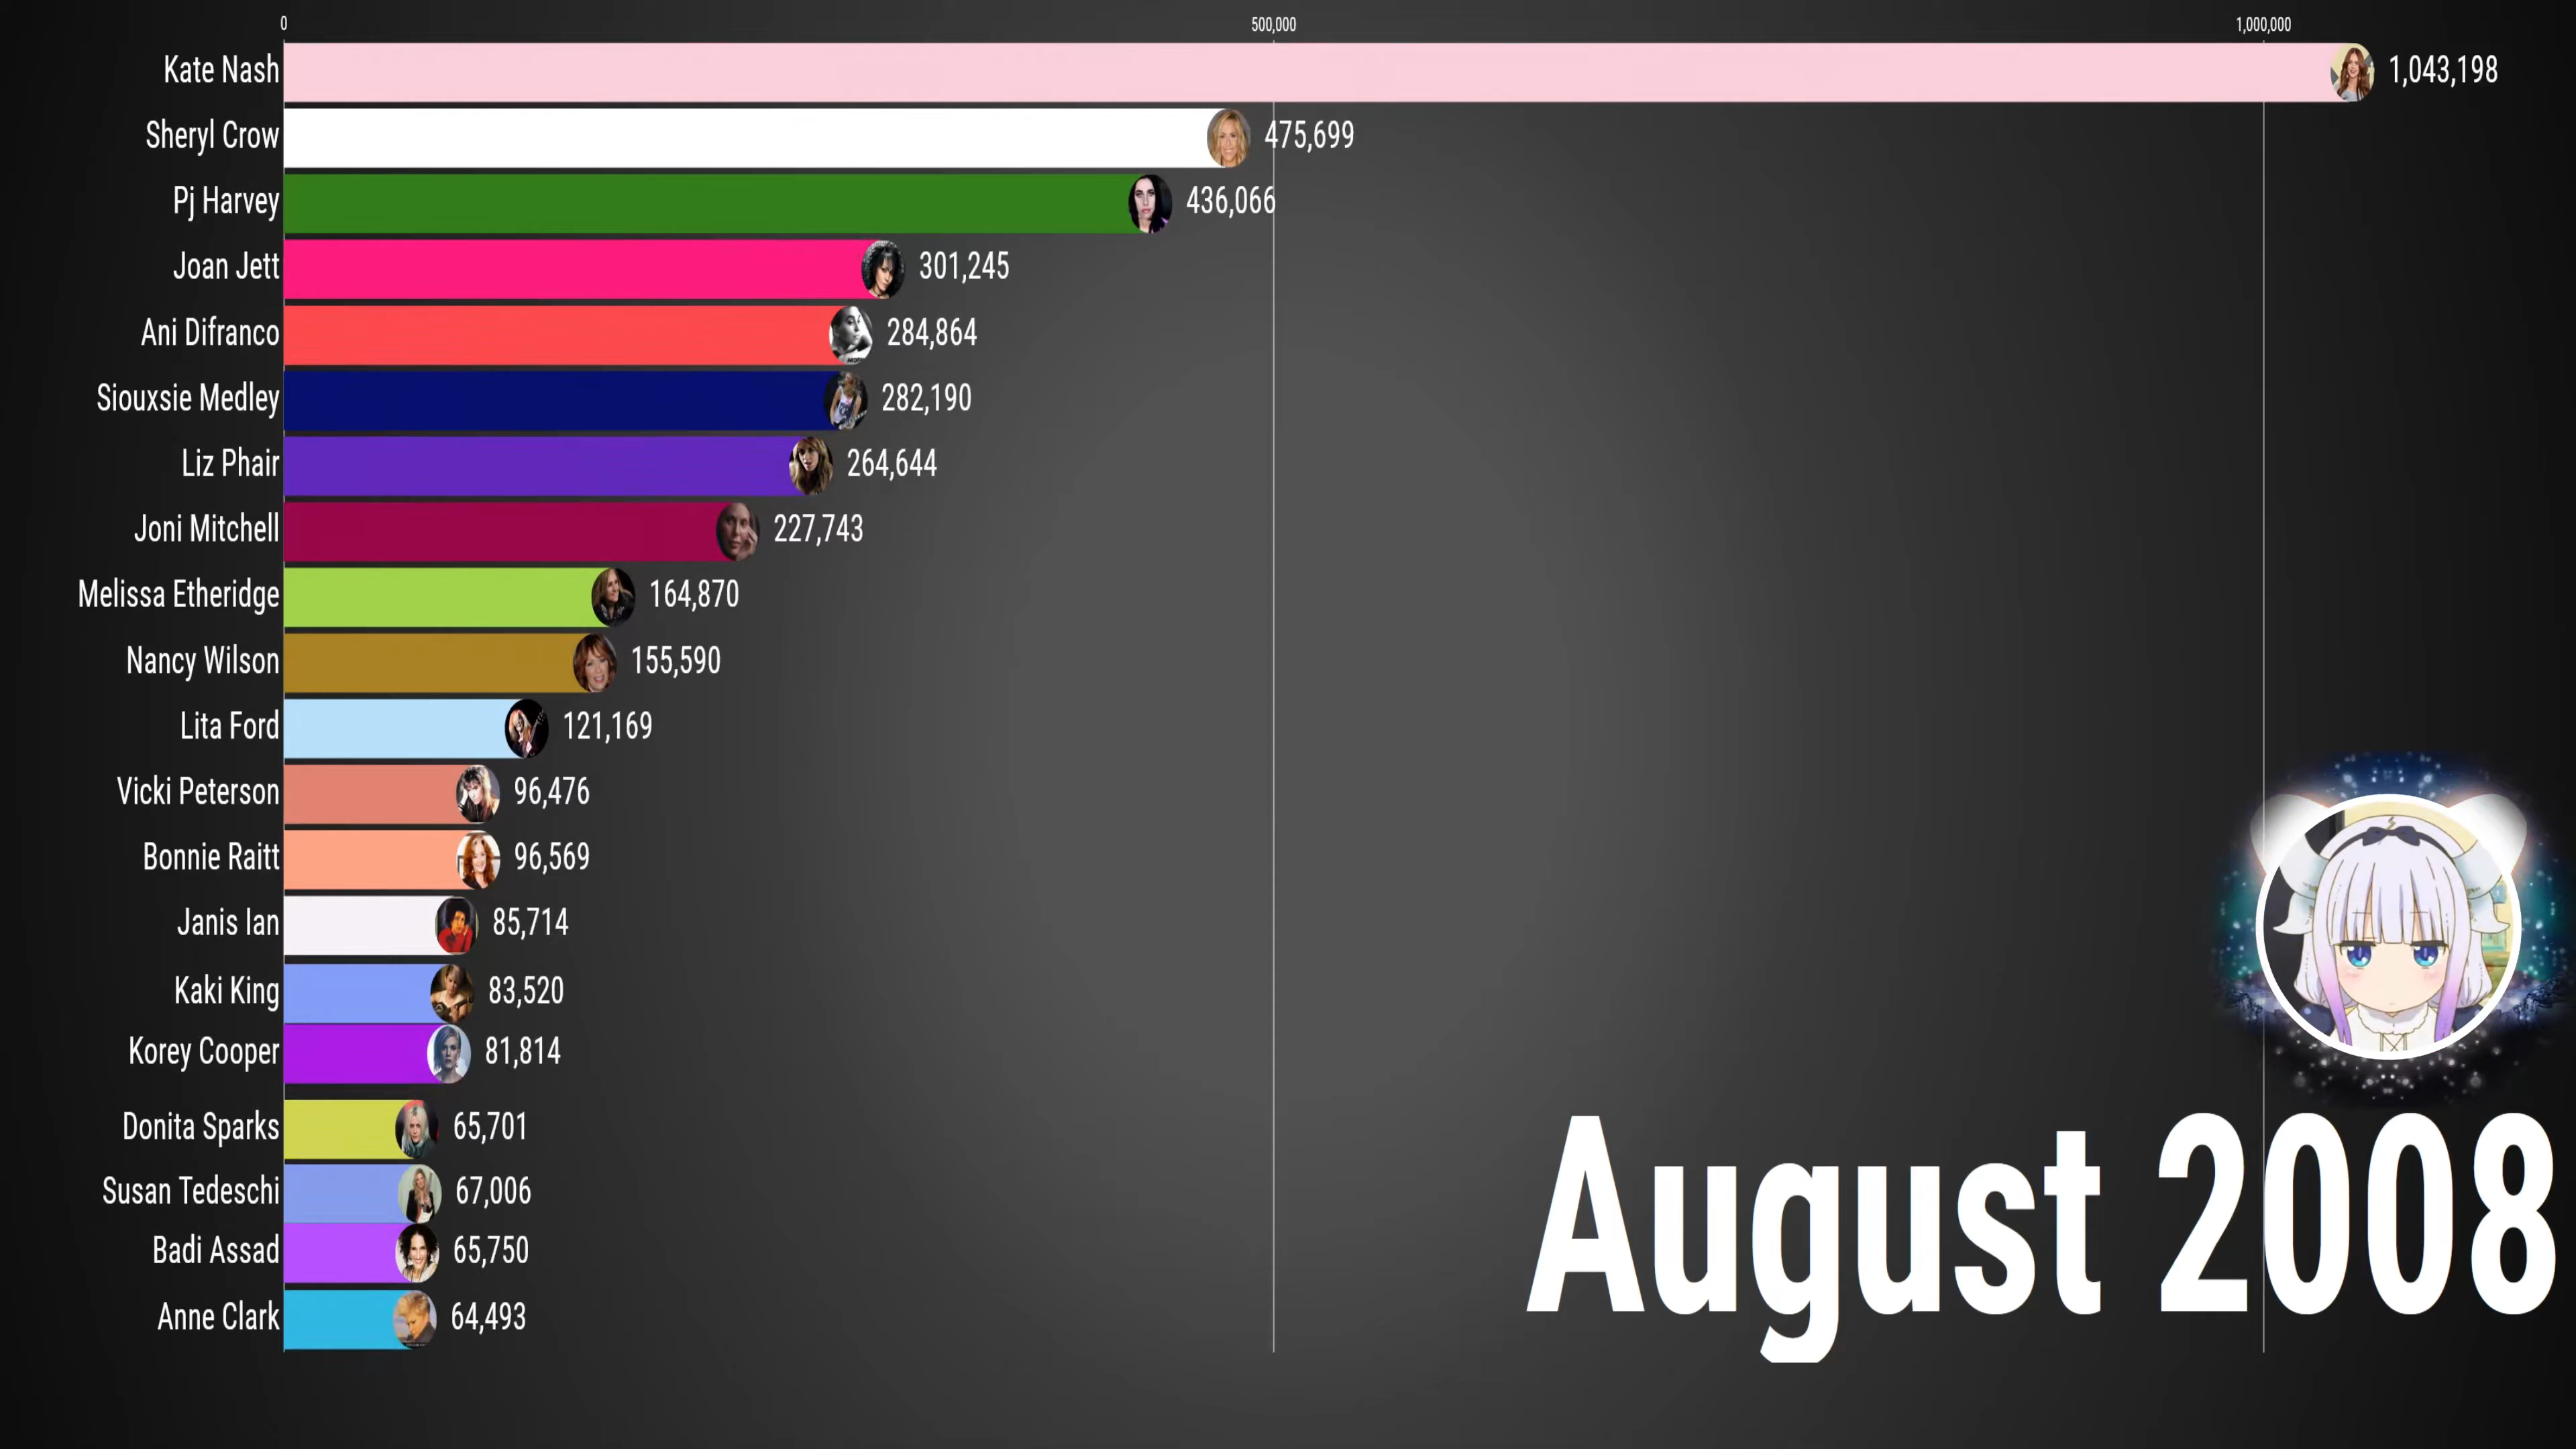 0 500,000 1,000,000
Kate Nash 1,043,198
Sheryl Crow 475,699
Pj Harvey 436,066
Joan Jett 301,245
Ani Difranco 284,864
Siouxsie Medley 282,190
Liz Phair 264,644
Joni Mitchell 227,743
Melissa Etheridge 164,870
Nancy Wilson 155,590
Lita Ford 121,169
Vicki Peterson 96,476
Bonnie Raitt 96,569
Janis Ian 85,714
Kaki King 83,520
Korey Cooper 81,814
Donita Sparks 65,701
Susan Tedeschi 67,006
Badi Assad 65,750
Anne Clark 64,493
August 2008